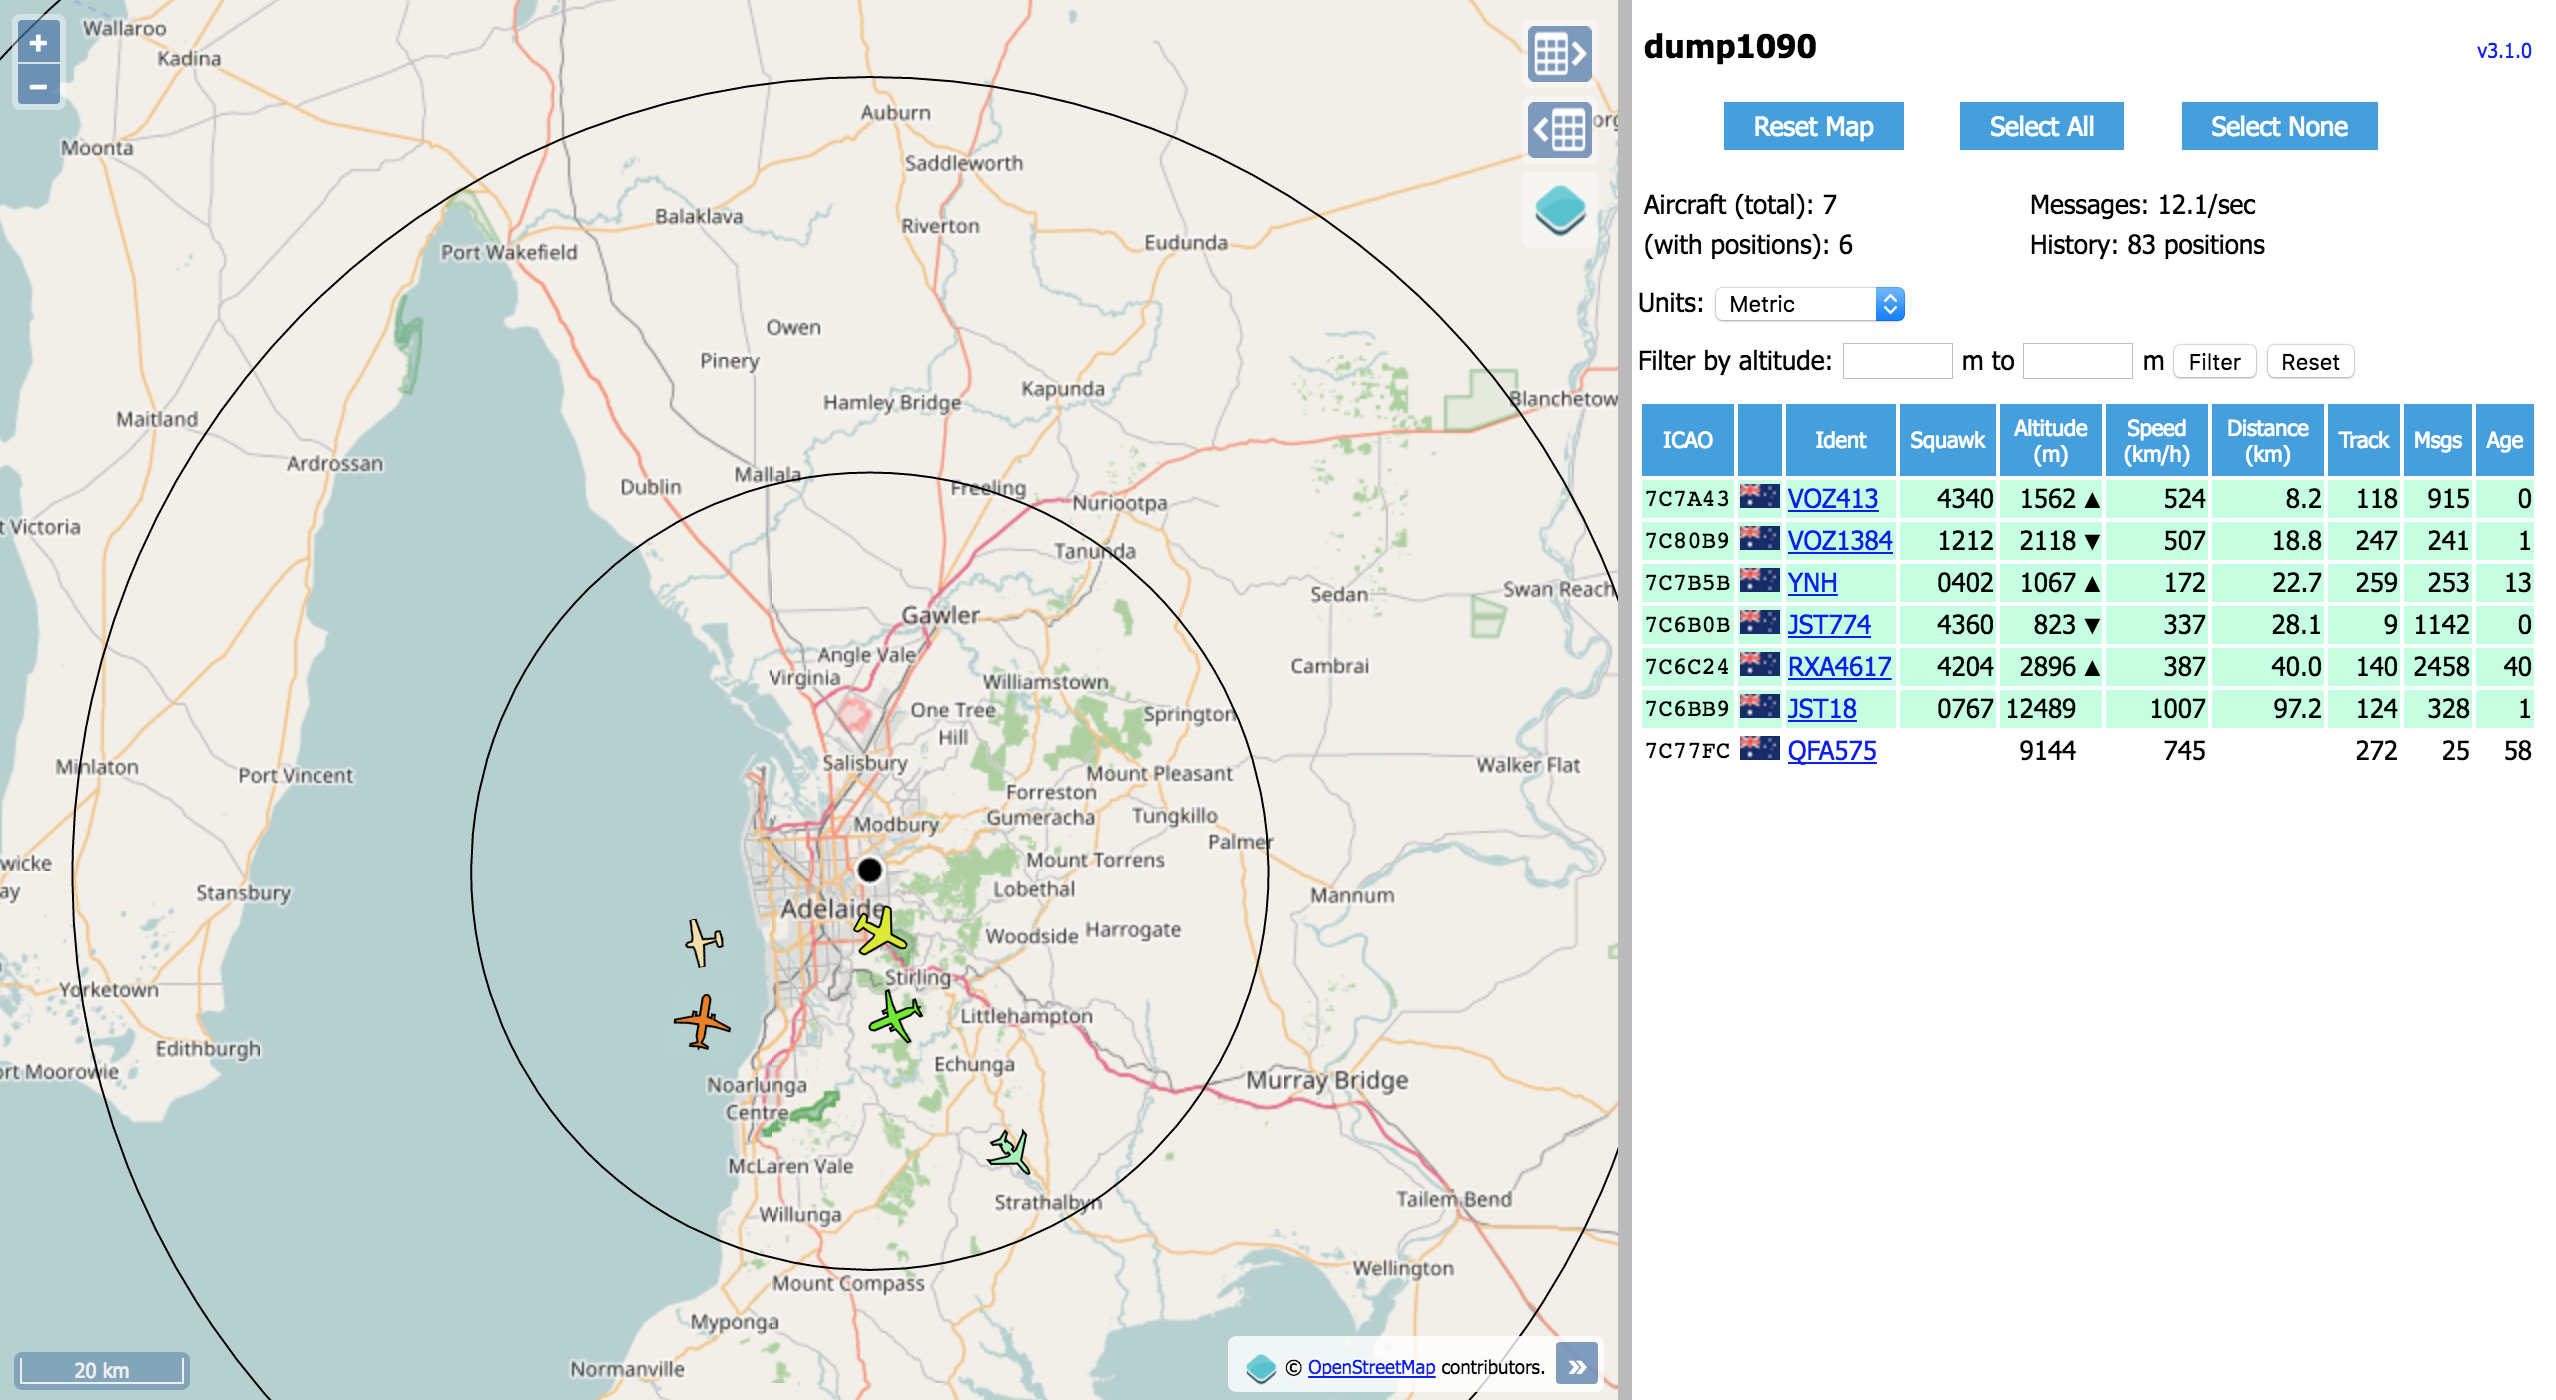 Wallaroo
Kadina
+
−
Auburn
Moonta
Saddleworth
Balaklava
Riverton
Port Wakefield
Eudunda
Owen
Pinery
Kapunda
Hamley Bridge
Blanchetow
Maitland
Ardrossan
Mallala
Dublin
Freeling
Nuriootpa
t Victoria
Tanunda
Sedan
Swan Reach
Gawler
Angle Vale
Cambrai
Virginia
Williamstown
One Tree
Hill
Springton
Salisbury
Minlaton
Port Vincent
Mount Pleasant
Walker Flat
Forreston
Gumeracha
Tungkillo
Modbury
Palmer
wicke
ay
Mount Torrens
Stansbury
Lobethal
Mannum
Adelaide
Woodside
Harrogate
Stirling
Yorketown
Littlehampton
Edithburgh
Echunga
ort Moorowie
Noarlunga
Centre
Murray Bridge
McLaren Vale
Strathalbyn
Tailem Bend
Willunga
Wellington
Mount Compass
Myponga
Normanville
20 km
© OpenStreetMap contributors.
»
dump1090
v3.1.0
Reset Map
Select All
Select None
Aircraft (total): 7
Messages: 12.1/sec
(with positions): 6
History: 83 positions
Units: Metric
Filter by altitude: m to m Filter Reset
ICAO Ident Squawk Altitude (m) Speed (km/h) Distance (km) Track Msgs Age
7C7A43 VOZ413 4340 1562 ▲ 524 8.2 118 915 0
7C80B9 VOZ1384 1212 2118 ▼ 507 18.8 247 241 1
7C7B5B YNH 0402 1067 ▲ 172 22.7 259 253 13
7C6B0B JST774 4360 823 ▼ 337 28.1 9 1142 0
7C6C24 RXA4617 4204 2896 ▲ 387 40.0 140 2458 40
7C6BB9 JST18 0767 12489 1007 97.2 124 328 1
7C77FC QFA575 9144 745 272 25 58